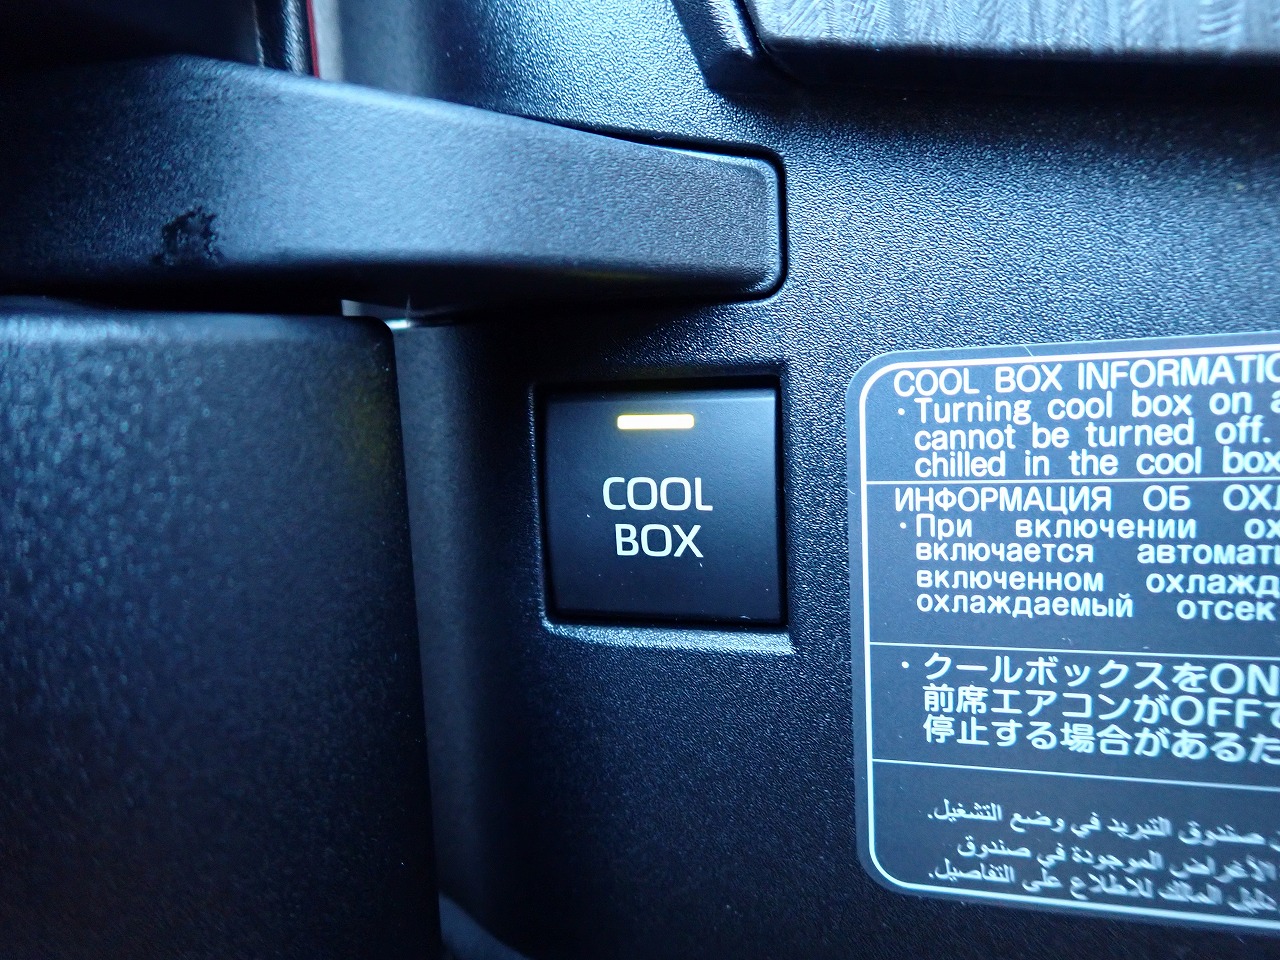 COOL
BOX
COOL BOX INFORMATIO
・Turning cool box on a
cannot be turned off.
chilled in the cool box
ИНФОРМАЦИЯ ОБ ОХЛ
・При включении ох
включается автомати
включенном охлажд
охлаждаемый отсек
・クールボックスをON
前席エアコンがOFFで
停止する場合があるた
صندوق التبريد في وضع التشغيل.
الأغراض الموجودة في صندوق
دليل المالك للاطلاع على التفاصيل.